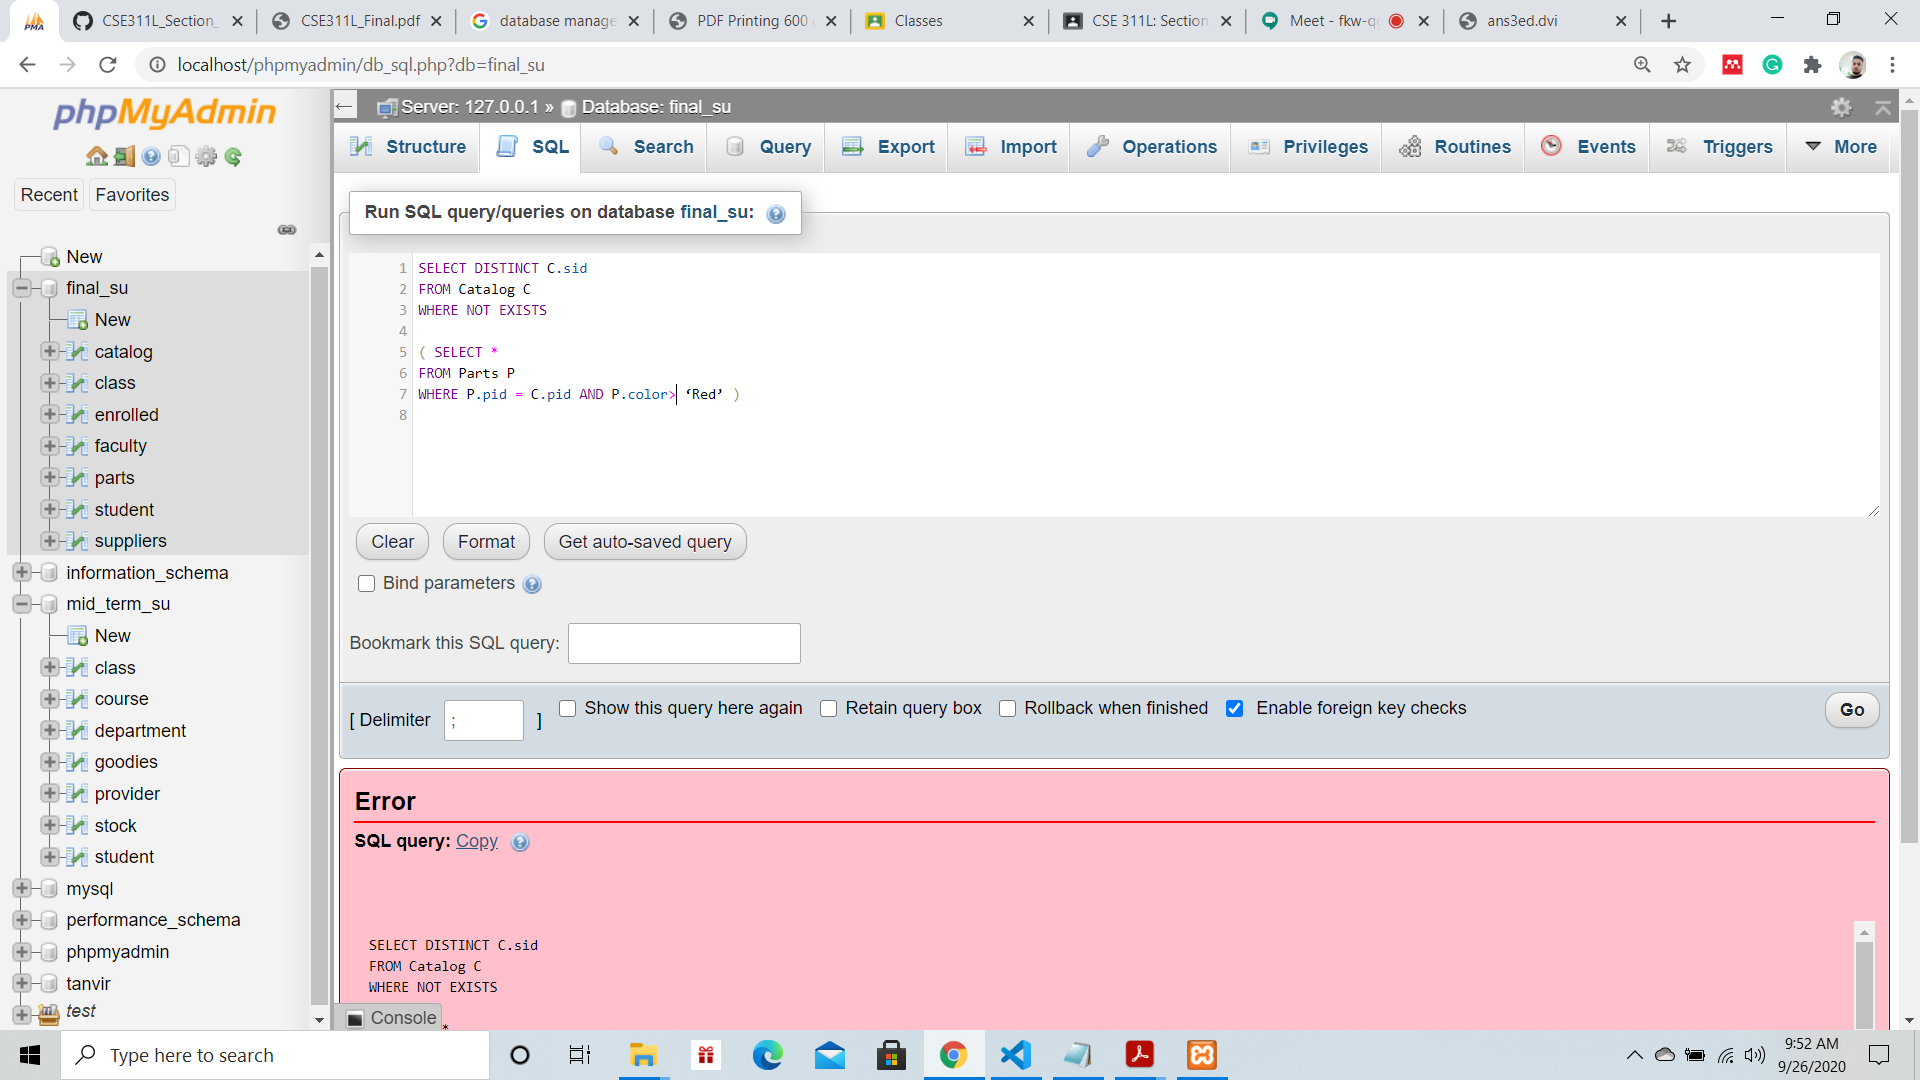 CSE311L_Section_
CSE311L_Final.pdf
database manage
PDF Printing 600
Classes
CSE 311L: Section
Meet - fkw-q
ans3ed.dvi
localhost/phpmyadmin/db_sql.php?db=final_su
phpMyAdmin
Recent
Favorites
New
final_su
New
catalog
class
enrolled
faculty
parts
student
suppliers
information_schema
mid_term_su
New
class
course
department
goodies
provider
stock
student
mysql
performance_schema
phpmyadmin
tanvir
test
Server: 127.0.0.1 » Database: final_su
Structure
SQL
Search
Query
Export
Import
Operations
Privileges
Routines
Events
Triggers
More
Run SQL query/queries on database final_su:
1 SELECT DISTINCT C.sid
2 FROM Catalog C
3 WHERE NOT EXISTS
4
5 ( SELECT *
6 FROM Parts P
7 WHERE P.pid = C.pid AND P.color> ‘Red’ )
8
Clear
Format
Get auto-saved query
Bind parameters
Bookmark this SQL query:
[ Delimiter ; ]
Show this query here again
Retain query box
Rollback when finished
Enable foreign key checks
Go
Error
SQL query: Copy
SELECT DISTINCT C.sid
FROM Catalog C
WHERE NOT EXISTS
Console
Type here to search
9:52 AM
9/26/2020